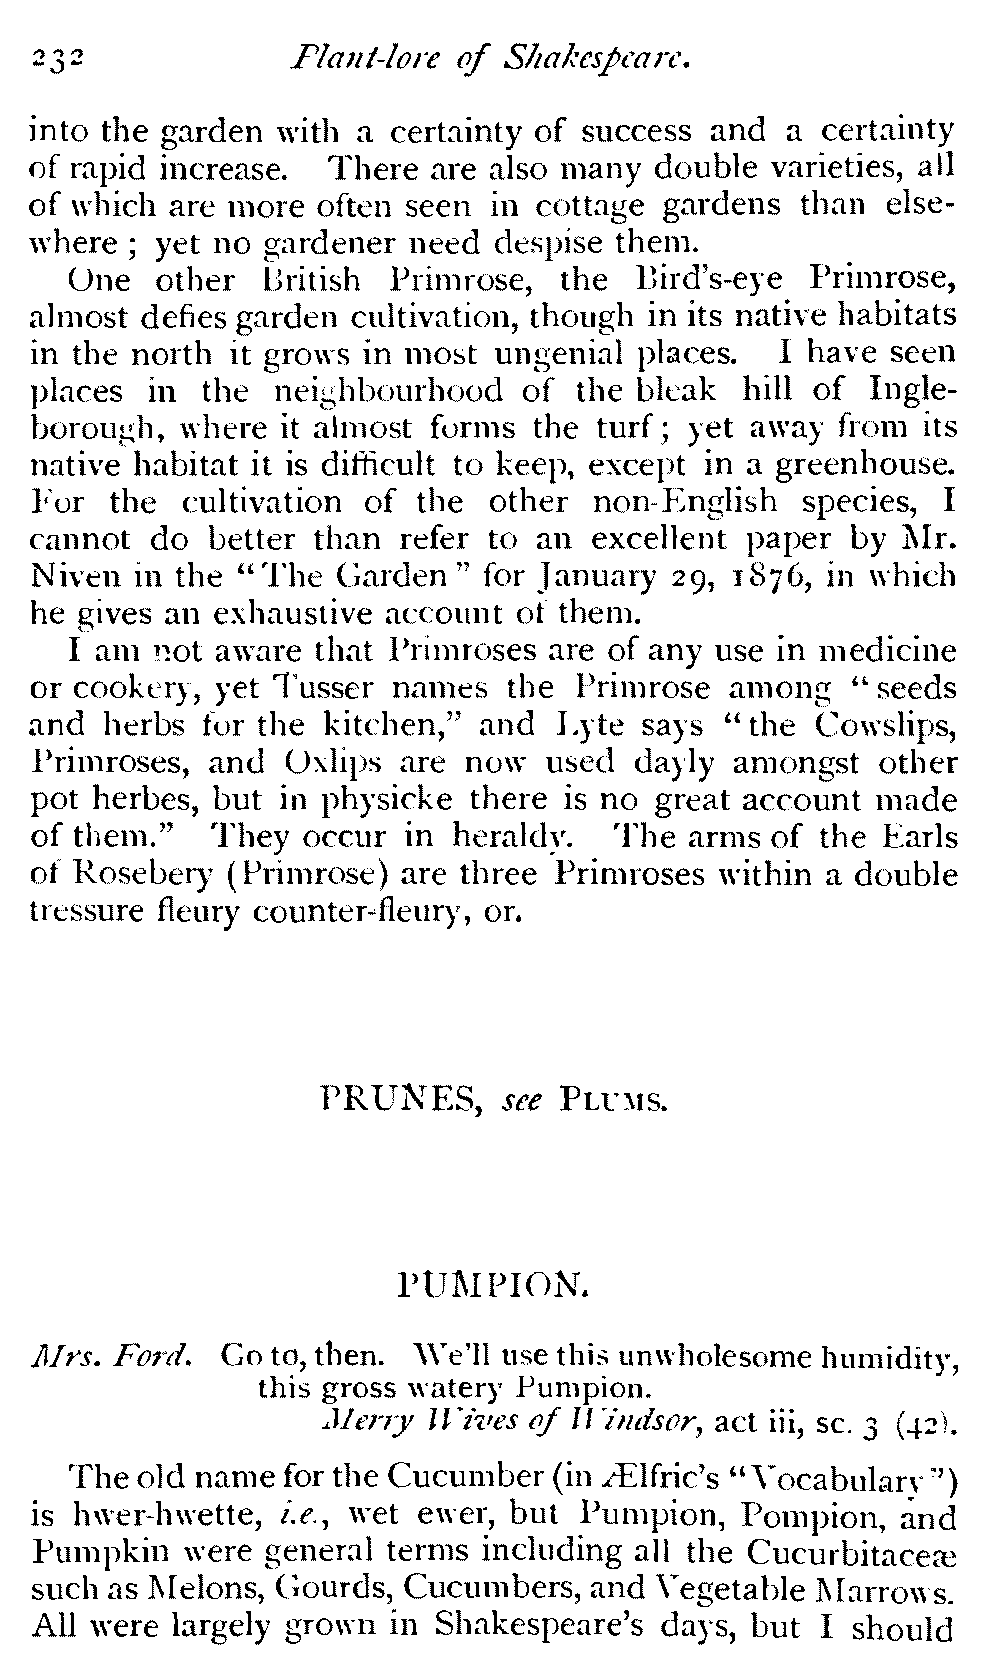 232 Plant-lore of Shakespeare.
into the garden with a certainty of success and a certainty
of rapid increase. There are also many double varieties, all
of which are more often seen in cottage gardens than else-
where ; yet no gardener need despise them.
One other British Primrose, the Bird's-eye Primrose,
almost defies garden cultivation, though in its native habitats
in the north it grows in most ungenial places. I have seen
places in the neighbourhood of the bleak hill of Ingle-
borough, where it almost forms the turf ; yet away from its
native habitat it is difficult to keep, except in a greenhouse.
For the cultivation of the other non-English species, I
cannot do better than refer to an excellent paper by Mr.
Niven in the “The Garden” for January 29, 1876, in which
he gives an exhaustive account of them.
I am not aware that Primroses are of any use in medicine
or cookery, yet Tusser names the Primrose among “seeds
and herbs for the kitchen,” and Lyte says “the Cowslips,
Primroses, and Oxlips are now used dayly amongst other
pot herbes, but in physicke there is no great account made
of them.” They occur in heraldy. The arms of the Earls
of Rosebery (Primrose) are three Primroses within a double
tressure fleury counter-fleury, or.
PRUNES, see PLUMS.
PUMPION.
Mrs. Ford. Go to, then. We'll use this unwholesome humidity,
this gross watery Pumpion.
Merry Wives of Windsor, act iii, sc. 3 (42).
The old name for the Cucumber (in Ælfric's “Vocabulary”)
is hwer-hwette, i.e., wet ewer, but Pumpion, Pompion, and
Pumpkin were general terms including all the Cucurbitaceæ
such as Melons, Gourds, Cucumbers, and Vegetable Marrows.
All were largely grown in Shakespeare's days, but I should